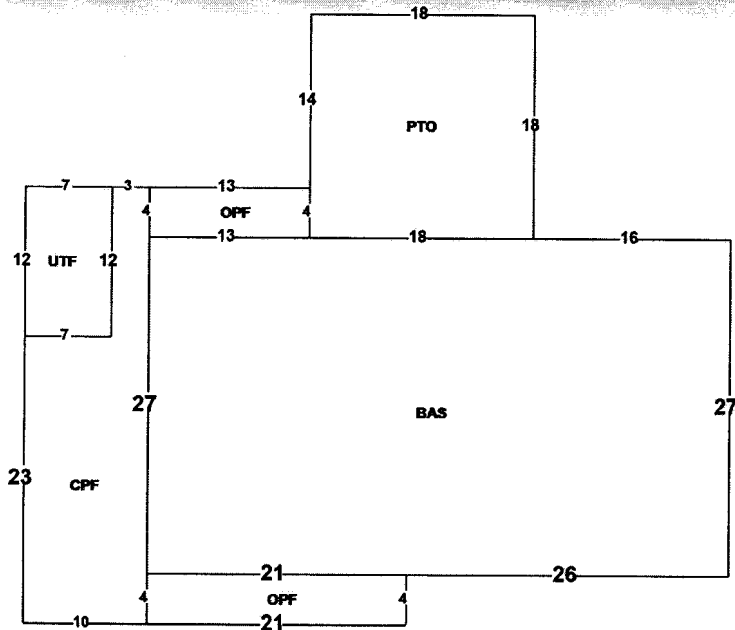 18
14
PTO
18
7 3 13
4 OPF 4
13 18 16
12 UTF 12
7
27 BAS 27
23 CPF
21 26
4 OPF 4
10 21